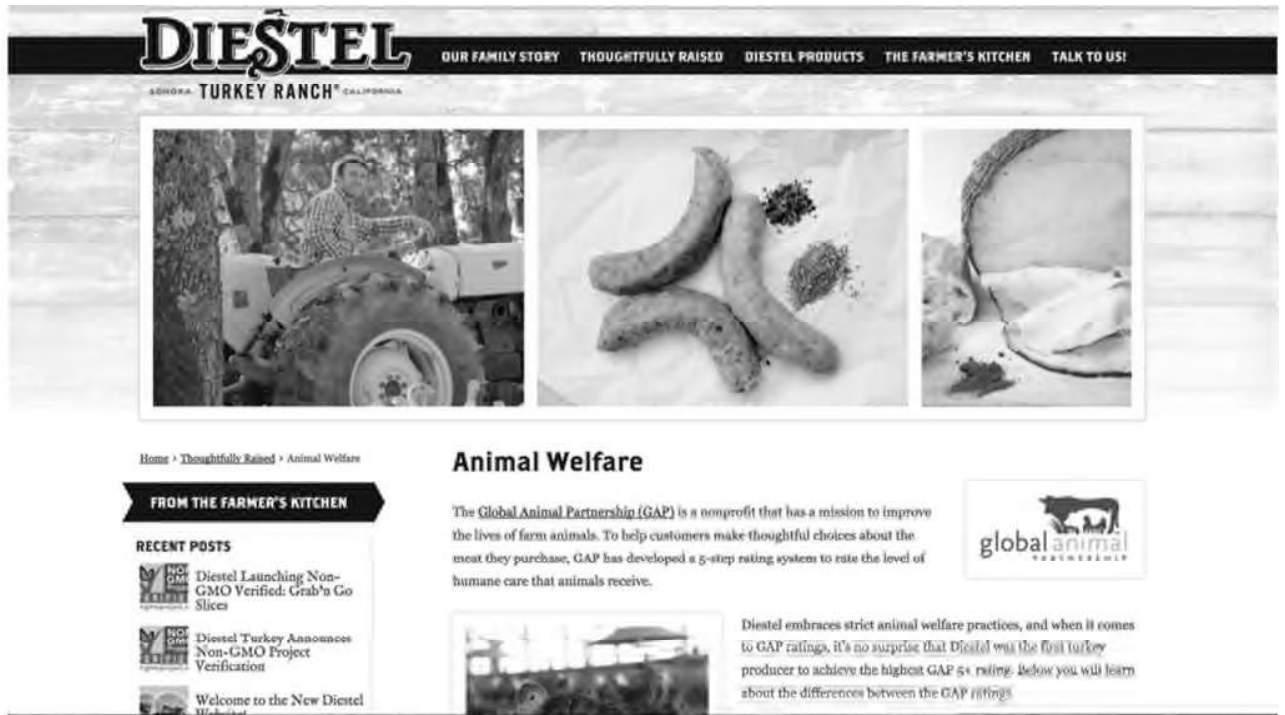 DIESTEL
SONORA TURKEY RANCH® CALIFORNIA
OUR FAMILY STORY THOUGHTFULLY RAISED DIESTEL PRODUCTS THE FARMER'S KITCHEN TALK TO US!
Home › Thoughtfully Raised › Animal Welfare
FROM THE FARMER'S KITCHEN
RECENT POSTS
Diestel Launching Non-
GMO Verified: Grab'n Go
Slices
Diestel Turkey Announces
Non-GMO Project
Verification
Welcome to the New Diestel
Animal Welfare
The Global Animal Partnership (GAP) is a nonprofit that has a mission to improve
the lives of farm animals. To help customers make thoughtful choices about the
meat they purchase, GAP has developed a 5-step rating system to rate the level of
humane care that animals receive.
global animal
PARTNERSHIP
Diestel embraces strict animal welfare practices, and when it comes
to GAP ratings, it's no surprise that Diestel was the first turkey
producer to achieve the highest GAP 5+ rating. Below you will learn
about the differences between the GAP ratings